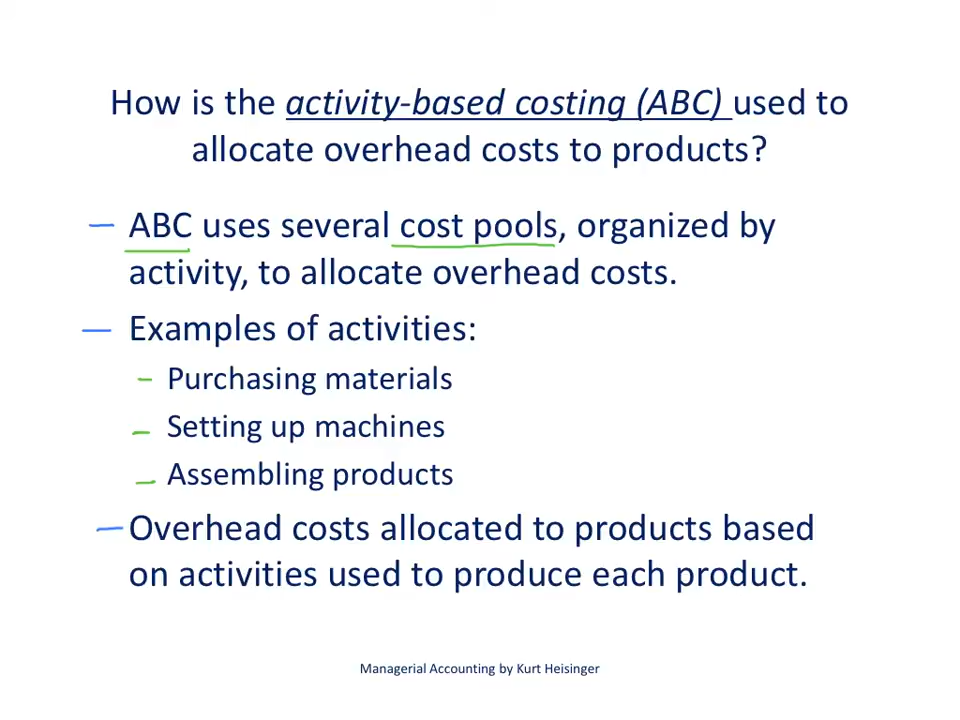 How is the activity-based costing (ABC) used to
allocate overhead costs to products?
— ABC uses several cost pools, organized by
activity, to allocate overhead costs.
— Examples of activities:
– Purchasing materials
– Setting up machines
– Assembling products
— Overhead costs allocated to products based
on activities used to produce each product.
Managerial Accounting by Kurt Heisinger